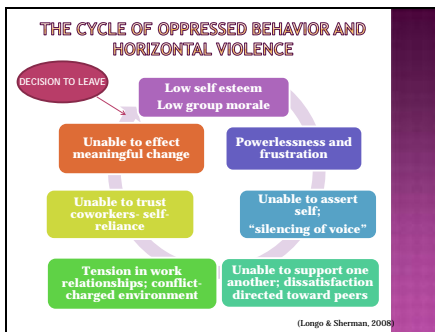 THE CYCLE OF OPPRESSED BEHAVIOR AND
HORIZONTAL VIOLENCE
DECISION TO LEAVE
Low self esteem
Low group morale
Powerlessness and
frustration
Unable to assert
self;
“silencing of voice”
Unable to support one
another; dissatisfaction
directed toward peers
Tension in work
relationships; conflict-
charged environment
Unable to trust
coworkers- self-
reliance
Unable to effect
meaningful change
(Longo & Sherman, 2008)